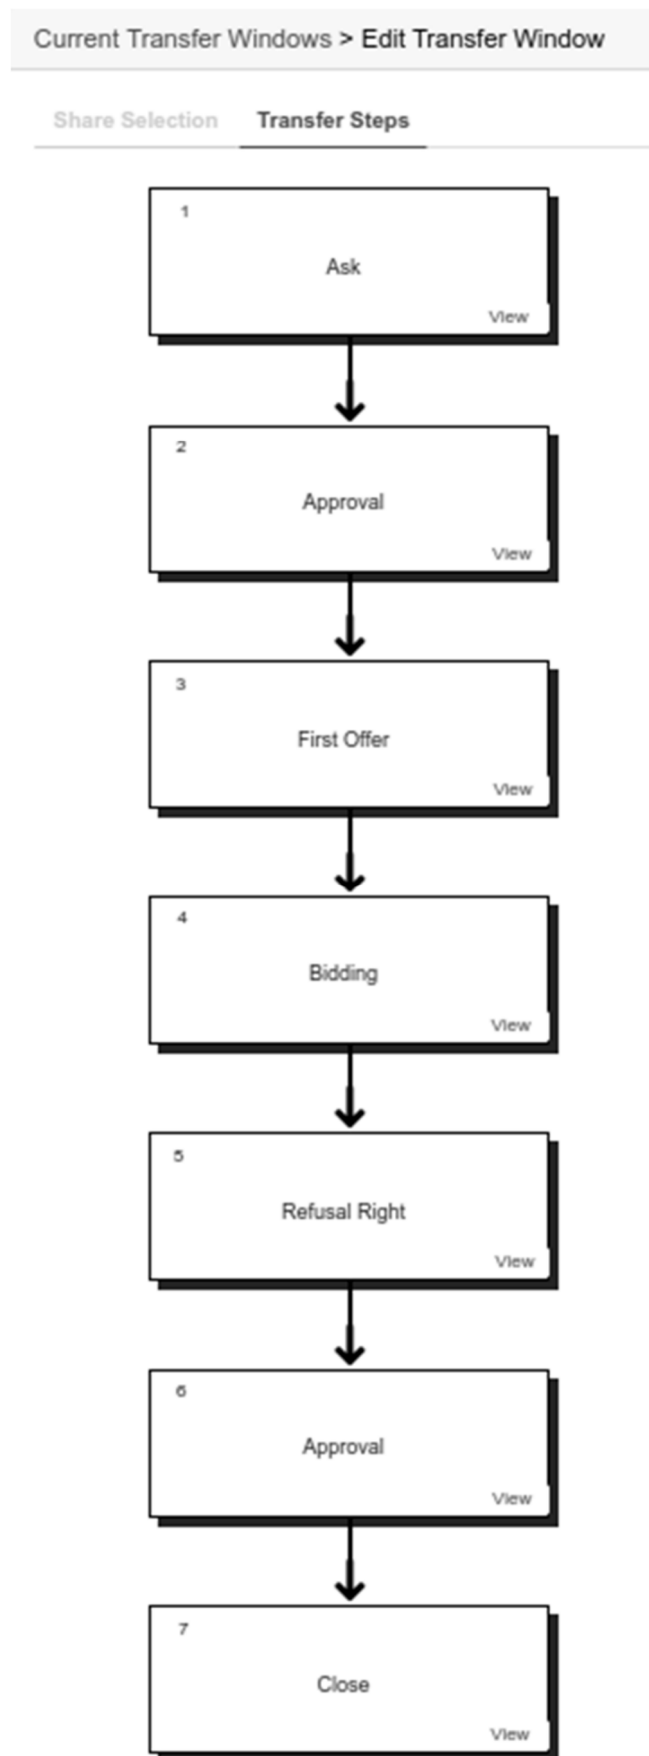 Current Transfer Windows > Edit Transfer Window
Share Selection Transfer Steps
1
Ask
View
2
Approval
View
3
First Offer
View
4
Bidding
View
5
Refusal Right
View
6
Approval
View
7
Close
View